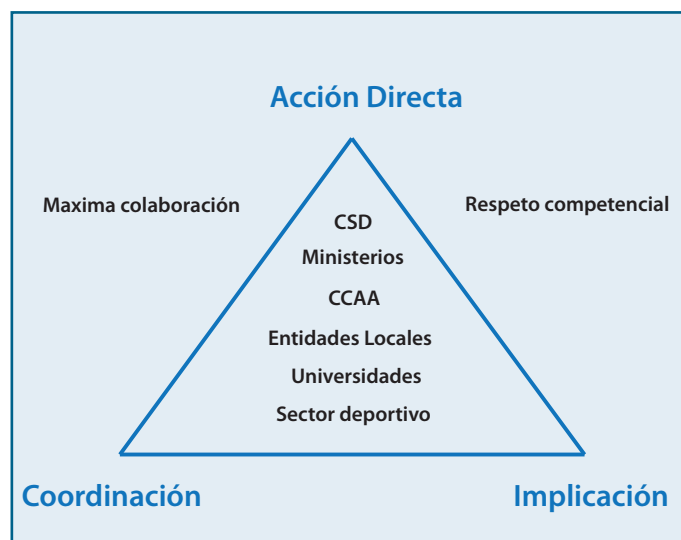 Acción Directa
Maxima colaboración
Respeto competencial
CSD
Ministerios
CCAA
Entidades Locales
Universidades
Sector deportivo
Coordinación
Implicación